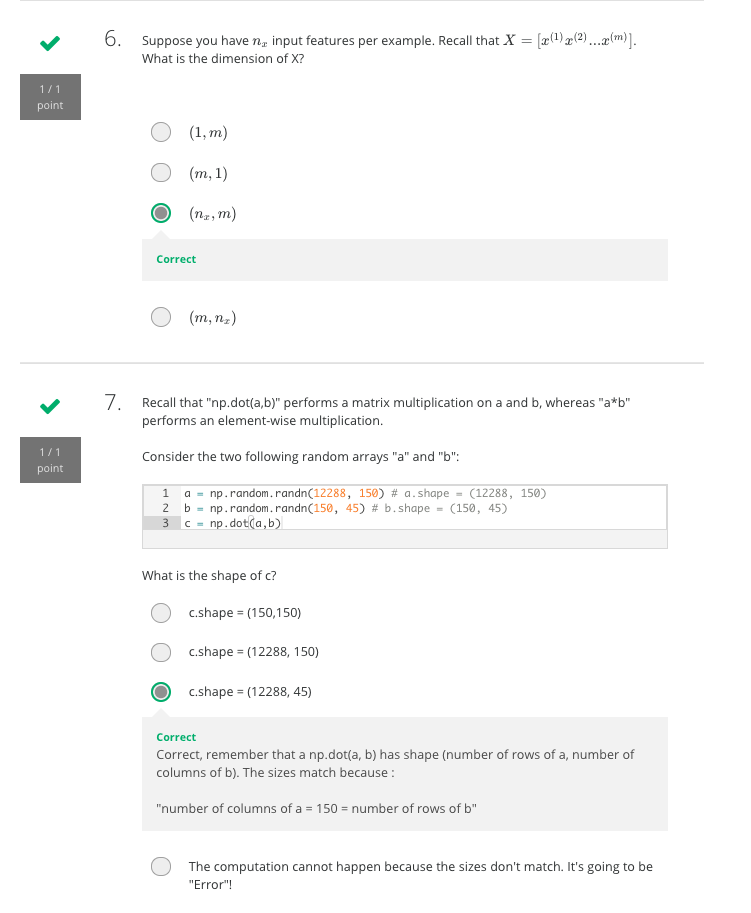 6. Suppose you have nₓ input features per example. Recall that X = [x⁽¹⁾x⁽²⁾...x⁽ᵐ⁾].
What is the dimension of X?
1 / 1
point
(1, m)
(m, 1)
(nₓ, m)
Correct
(m, nₓ)
7. Recall that "np.dot(a,b)" performs a matrix multiplication on a and b, whereas "a*b"
performs an element-wise multiplication.
1 / 1
point
Consider the two following random arrays "a" and "b":
1 a = np.random.randn(12288, 150) # a.shape = (12288, 150)
2 b = np.random.randn(150, 45) # b.shape = (150, 45)
3 c = np.dot(a,b)
What is the shape of c?
c.shape = (150,150)
c.shape = (12288, 150)
c.shape = (12288, 45)
Correct
Correct, remember that a np.dot(a, b) has shape (number of rows of a, number of
columns of b). The sizes match because :
"number of columns of a = 150 = number of rows of b"
The computation cannot happen because the sizes don't match. It's going to be
"Error"!